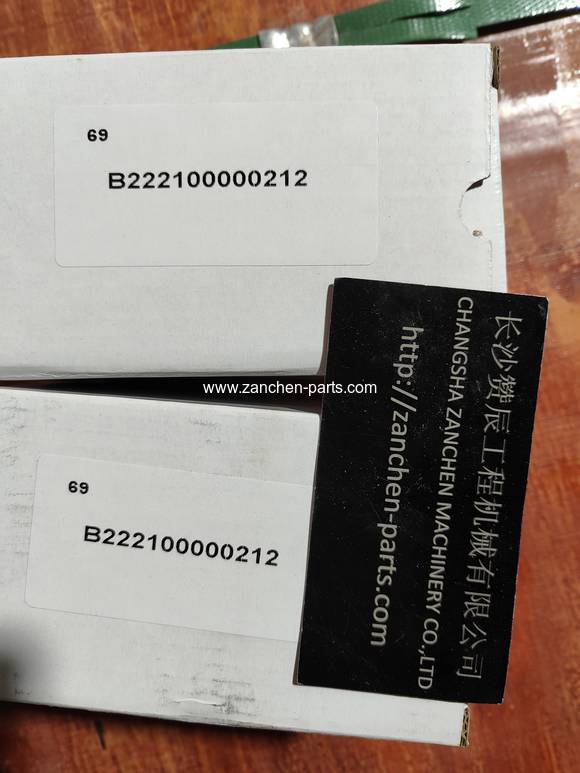 69
B222100000212
www.zanchen-parts.com
69
B222100000212
长沙赞辰工程机械有限公司
CHANGSHA ZANCHEN MACHINERY CO.,LTD
http://zanchen-parts.com